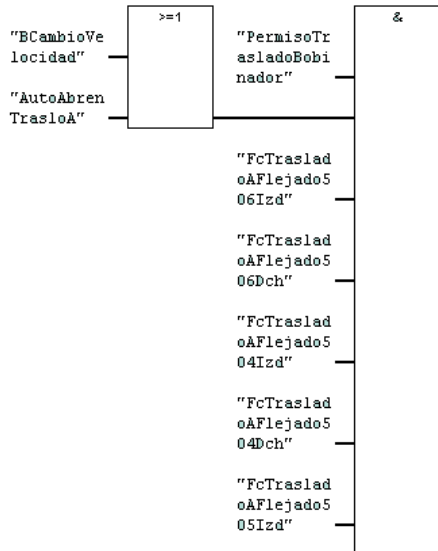 >=1
&
"BCambioVe
locidad"
"AutoAbren
TrasloA"
"PermisoTr
asladoBobi
nador"
"FcTraslad
oAFlejado5
06Izd"
"FcTraslad
oAFlejado5
06Dch"
"FcTraslad
oAFlejado5
04Izd"
"FcTraslad
oAFlejado5
04Dch"
"FcTraslad
oAFlejado5
05Izd"